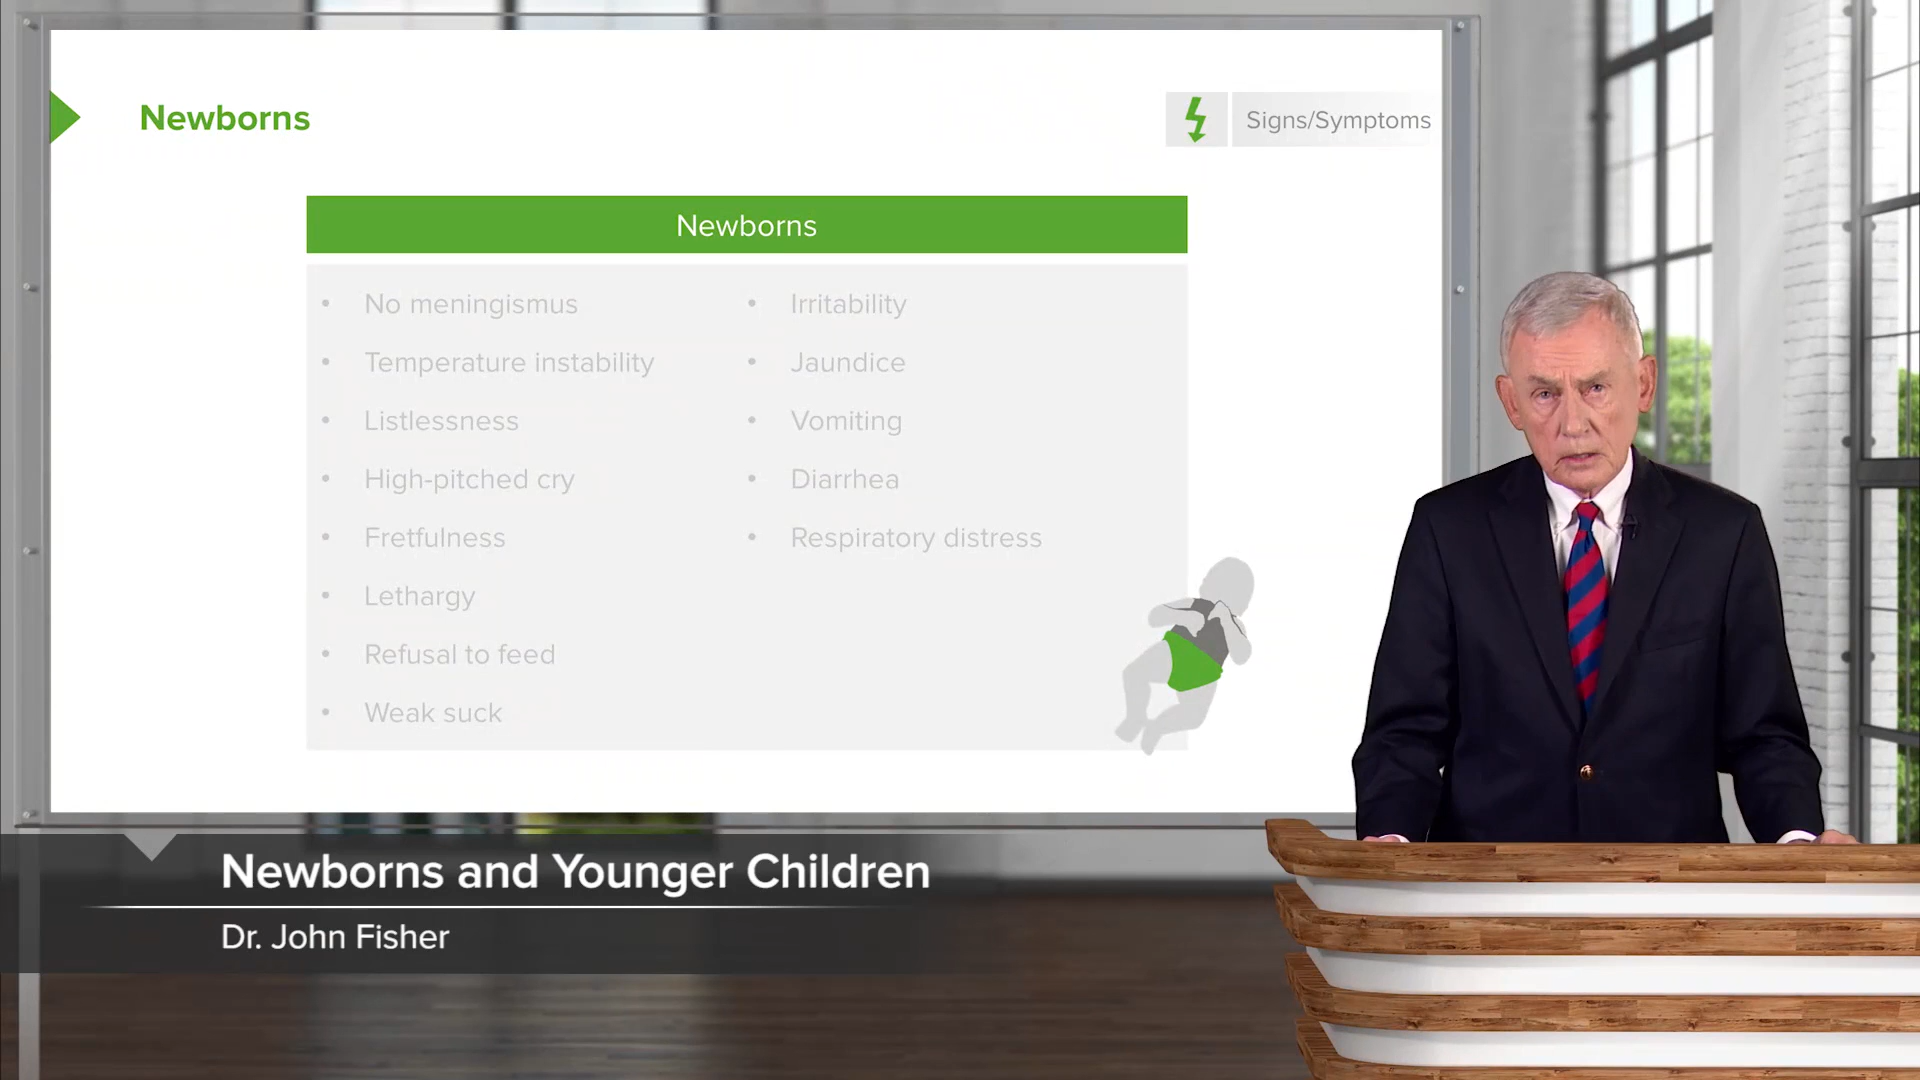 Newborns
Signs/Symptoms
Newborns
• No meningismus
• Temperature instability
• Listlessness
• High-pitched cry
• Fretfulness
• Lethargy
• Refusal to feed
• Weak suck
• Irritability
• Jaundice
• Vomiting
• Diarrhea
• Respiratory distress
Newborns and Younger Children
Dr. John Fisher